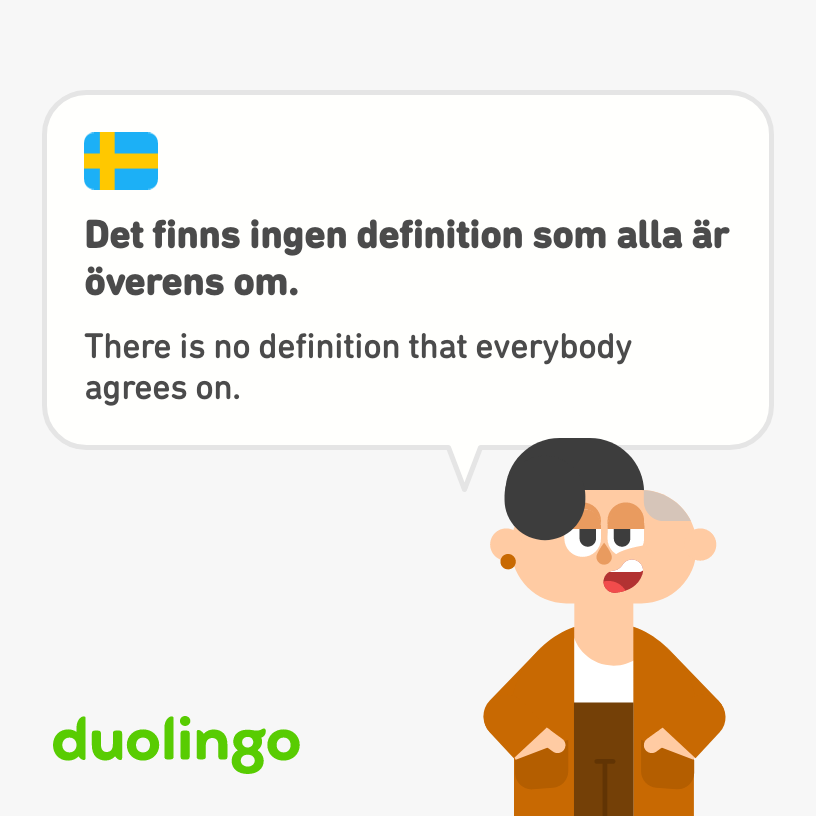 Det finns ingen definition som alla är
överens om.
There is no definition that everybody
agrees on.
duolingo